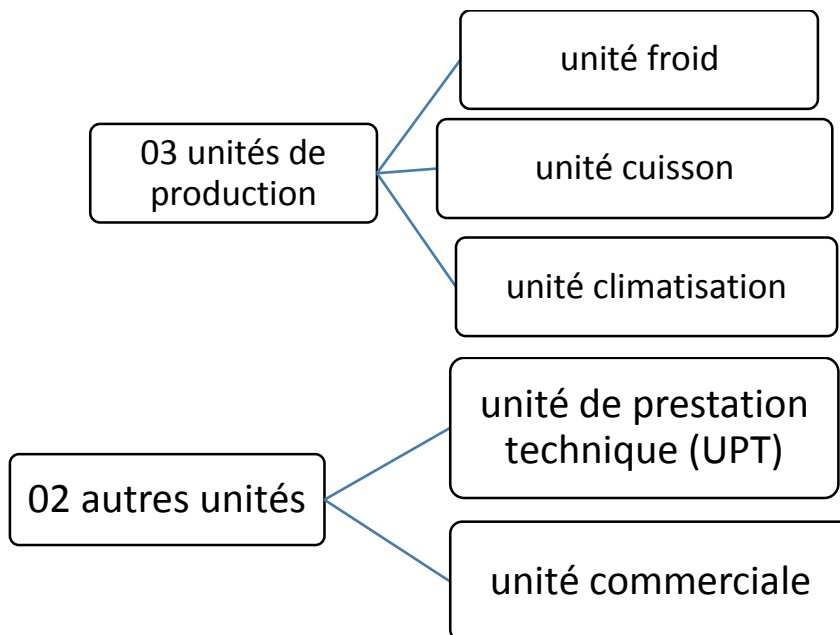 03 unités de
production
unité froid
unité cuisson
unité climatisation
02 autres unités
unité de prestation
technique (UPT)
unité commerciale